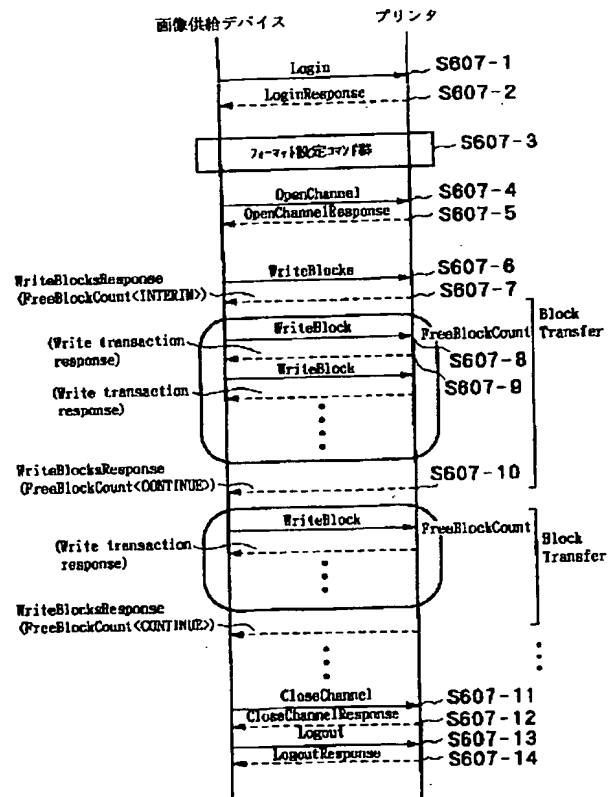 画像供給デバイス プリンタ
Login S607-1
LoginResponse S607-2
フォーマット設定コマンド群 S607-3
OpenChannel S607-4
OpenChannelResponse S607-5
WriteBlocks S607-6
WriteBlocksResponse S607-7
(FreeBlockCount<INTERIM>)
Block
Transfer
WriteBlock FreeBlockCount
(Write transaction
response)
S607-8
WriteBlock S607-9
(Write transaction
response)
WriteBlocksResponse S607-10
(FreeBlockCount<CONTINUE>)
WriteBlock FreeBlockCount
Block
Transfer
(Write transaction
response)
WriteBlocksResponse
(FreeBlockCount<CONTINUE>)
CloseChannel S607-11
CloseChannelResponse S607-12
Logout S607-13
LogoutResponse S607-14